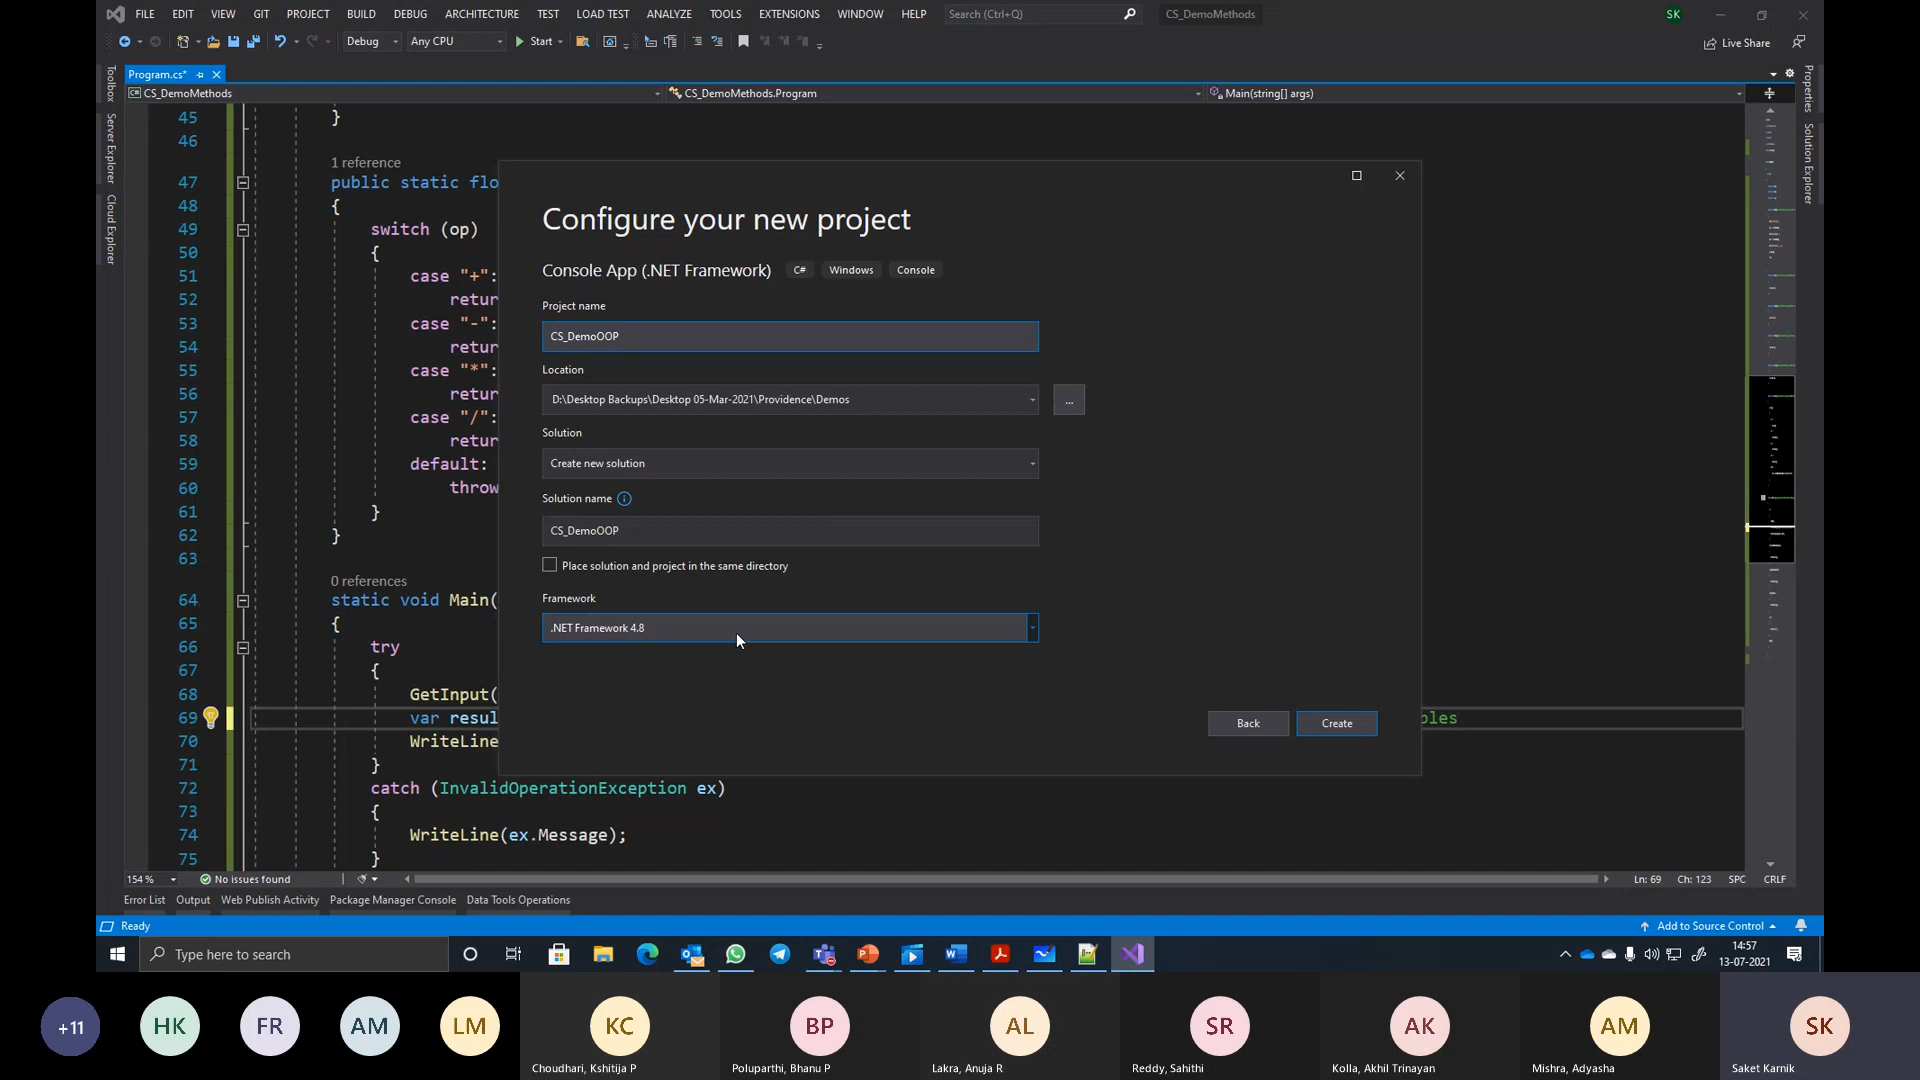 FILE EDIT VIEW GIT PROJECT BUILD DEBUG ARCHITECTURE TEST LOAD TEST ANALYZE TOOLS EXTENSIONS WINDOW HELP Search (Ctrl+Q) CS_DemoMethods SK
Debug Any CPU Start Live Share
Program.cs*
CS_DemoMethods CS_DemoMethods.Program Main(string[] args)
Toolbox
Server Explorer
Cloud Explorer
Properties
Solution Explorer
45 }
46
1 reference
47 public static flo
48 {
49 switch (op)
50 {
51 case "+":
52 retur
53 case "-":
54 retur
55 case "*":
56 retur
57 case "/":
58 retur
59 default:
60 throw
61 }
62 }
63
0 references
64 static void Main(
65 {
66 try
67 {
68 GetInput(
69 var resul bles
70 WriteLine
71 }
72 catch (InvalidOperationException ex)
73 {
74 WriteLine(ex.Message);
75 }
Configure your new project
Console App (.NET Framework) C# Windows Console
Project name
CS_DemoOOP
Location
D:\Desktop Backups\Desktop 05-Mar-2021\Providence\Demos
...
Solution
Create new solution
Solution name
CS_DemoOOP
Place solution and project in the same directory
Framework
.NET Framework 4.8
Back Create
154 % No issues found Ln: 69 Ch: 123 SPC CRLF
Error List Output Web Publish Activity Package Manager Console Data Tools Operations
Ready Add to Source Control
Type here to search
14:57
13-07-2021
+11 HK FR AM LM KC BP AL SR AK AM SK
Choudhari, Kshitija P Poluparthi, Bhanu P Lakra, Anuja R Reddy, Sahithi Kolla, Akhil Trinayan Mishra, Adyasha Saket Karnik